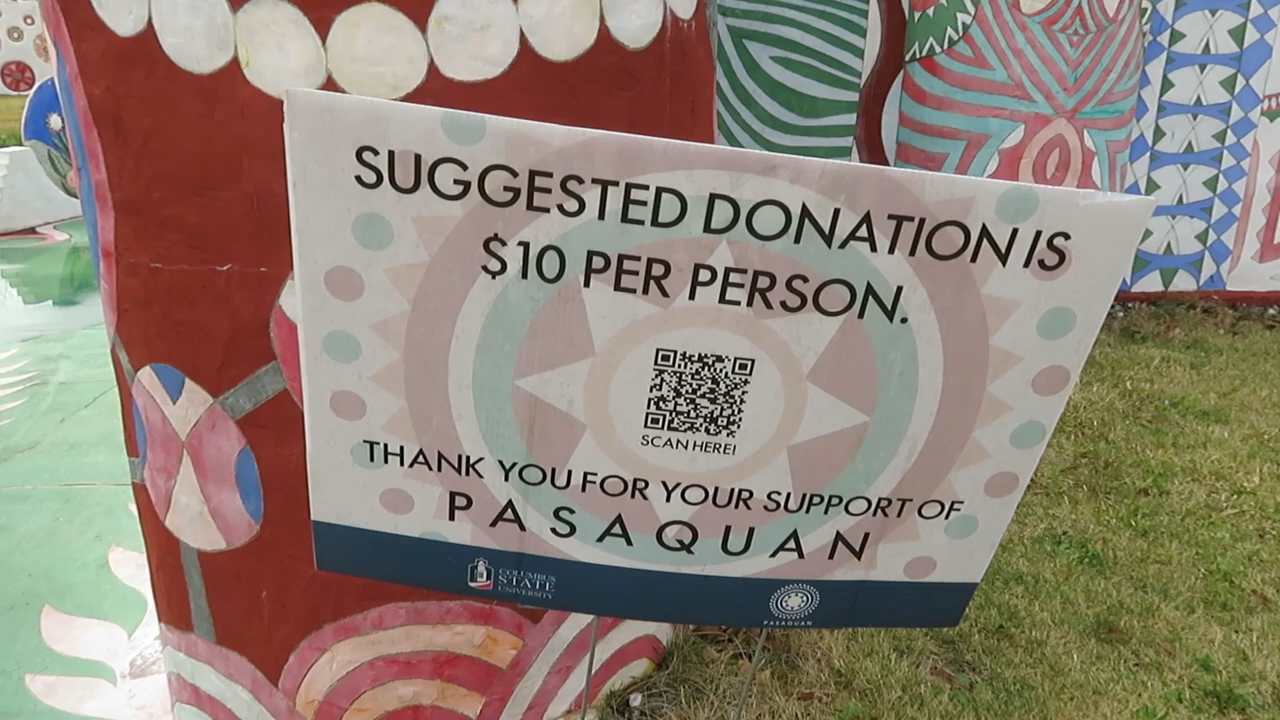 SUGGESTED DONATION IS
$10 PER PERSON.
SCAN HERE!
THANK YOU FOR YOUR SUPPORT OF
PASAQUAN
COLUMBUS
STATE
UNIVERSITY
PASAQUAN